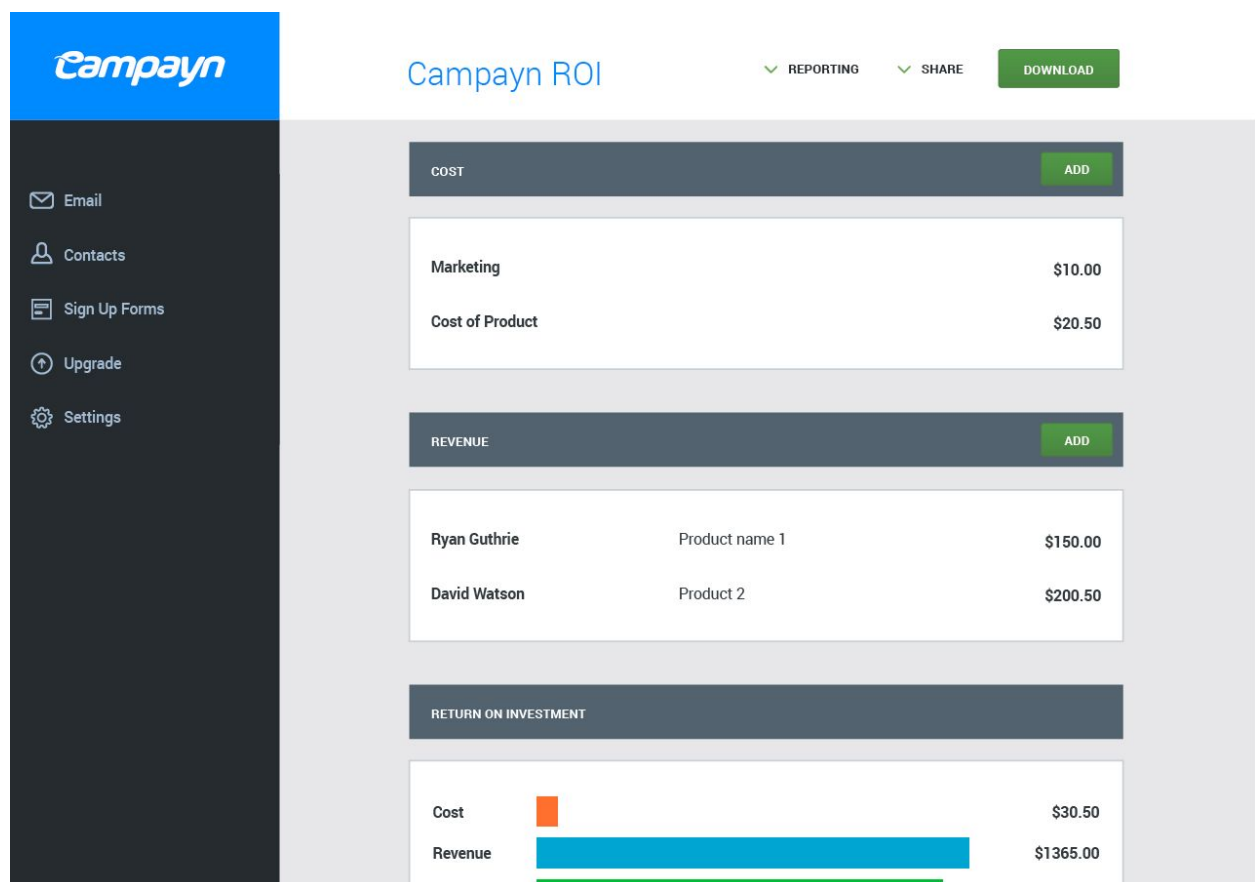 Campayn
Campayn ROI
REPORTING
SHARE
DOWNLOAD
Email
Contacts
Sign Up Forms
Upgrade
Settings
COST
ADD
Marketing $10.00
Cost of Product $20.50
REVENUE
ADD
Ryan Guthrie Product name 1 $150.00
David Watson Product 2 $200.50
RETURN ON INVESTMENT
Cost $30.50
Revenue $1365.00